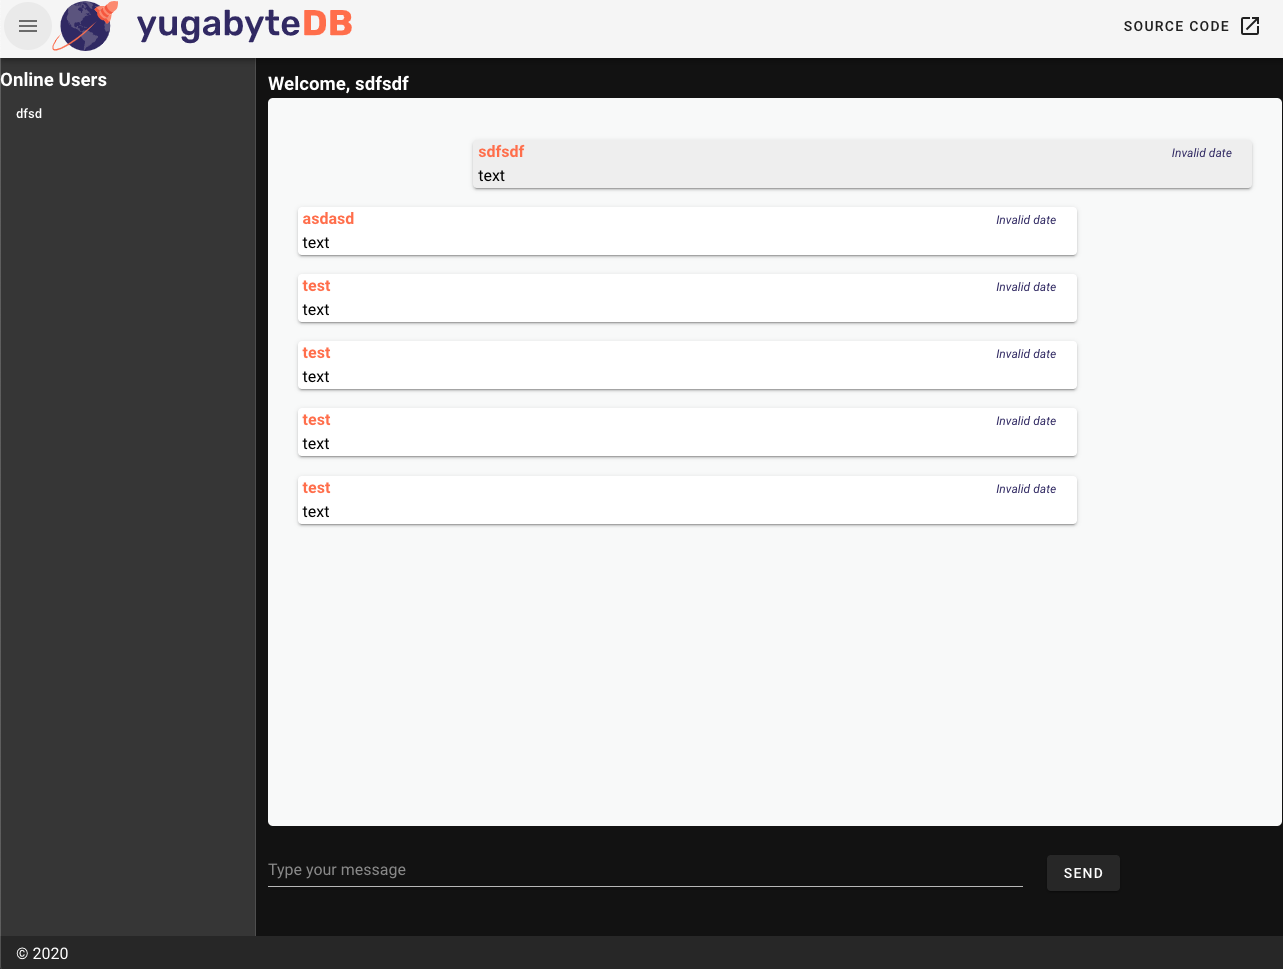 yugabyteDB
SOURCE CODE
Online Users
dfsd
Welcome, sdfsdf
sdfsdf Invalid date
text
asdasd Invalid date
text
test Invalid date
text
test Invalid date
text
test Invalid date
text
test Invalid date
text
Type your message
SEND
© 2020